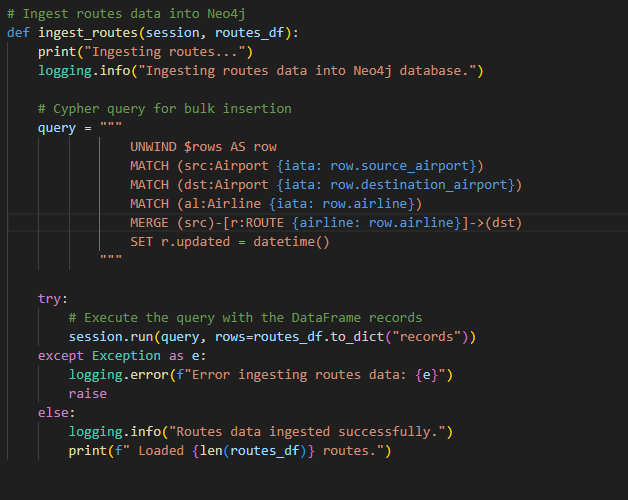 # Ingest routes data into Neo4j
def ingest_routes(session, routes_df):
    print("Ingesting routes...")
    logging.info("Ingesting routes data into Neo4j database.")

    # Cypher query for bulk insertion
    query = """
                UNWIND $rows AS row
                MATCH (src:Airport {iata: row.source_airport})
                MATCH (dst:Airport {iata: row.destination_airport})
                MATCH (al:Airline {iata: row.airline})
                MERGE (src)-[r:ROUTE {airline: row.airline}]->(dst)
                SET r.updated = datetime()
            """

    try:
        # Execute the query with the DataFrame records
        session.run(query, rows=routes_df.to_dict("records"))
    except Exception as e:
        logging.error(f"Error ingesting routes data: {e}")
        raise
    else:
        logging.info("Routes data ingested successfully.")
        print(f" Loaded {len(routes_df)} routes.")